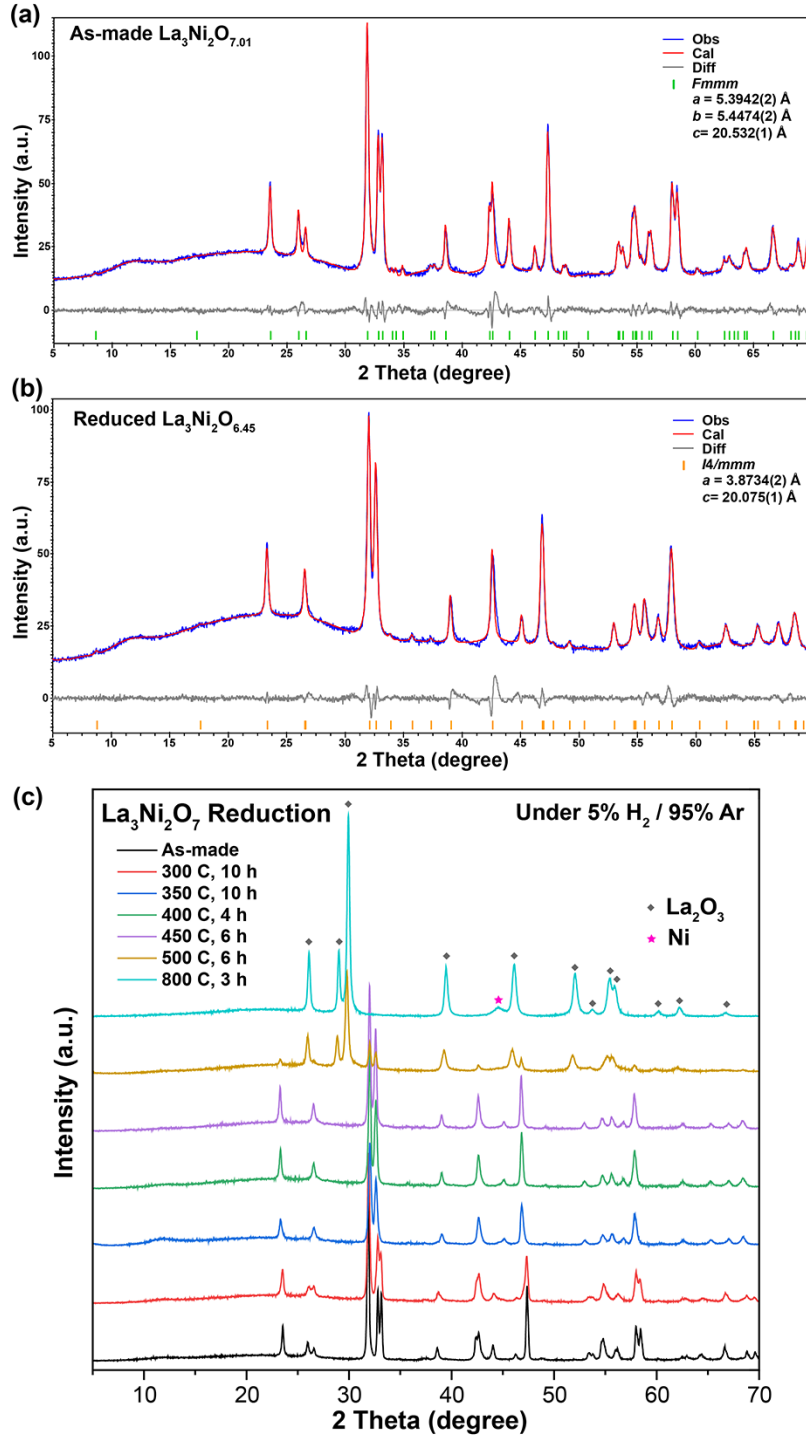 (a)
As-made La₃Ni₂O₇.₀₁
Obs
Cal
Diff
Fmmm
a = 5.3942(2) Å
b = 5.4474(2) Å
c= 20.532(1) Å
Intensity (a.u.)
100
75
50
25
0
5 10 15 20 25 30 35 40 45 50 55 60 65
2 Theta (degree)
(b)
Reduced La₃Ni₂O₆.₄₅
Obs
Cal
Diff
I4/mmm
a = 3.8734(2) Å
c= 20.075(1) Å
Intensity (a.u.)
100
75
50
25
0
5 10 15 20 25 30 35 40 45 50 55 60 65
2 Theta (degree)
(c)
La₃Ni₂O₇ Reduction
Under 5% H₂ / 95% Ar
As-made
300 C, 10 h
350 C, 10 h
400 C, 4 h
450 C, 6 h
500 C, 6 h
800 C, 3 h
La₂O₃
Ni
Intensity (a.u.)
10 20 30 40 50 60 70
2 Theta (degree)